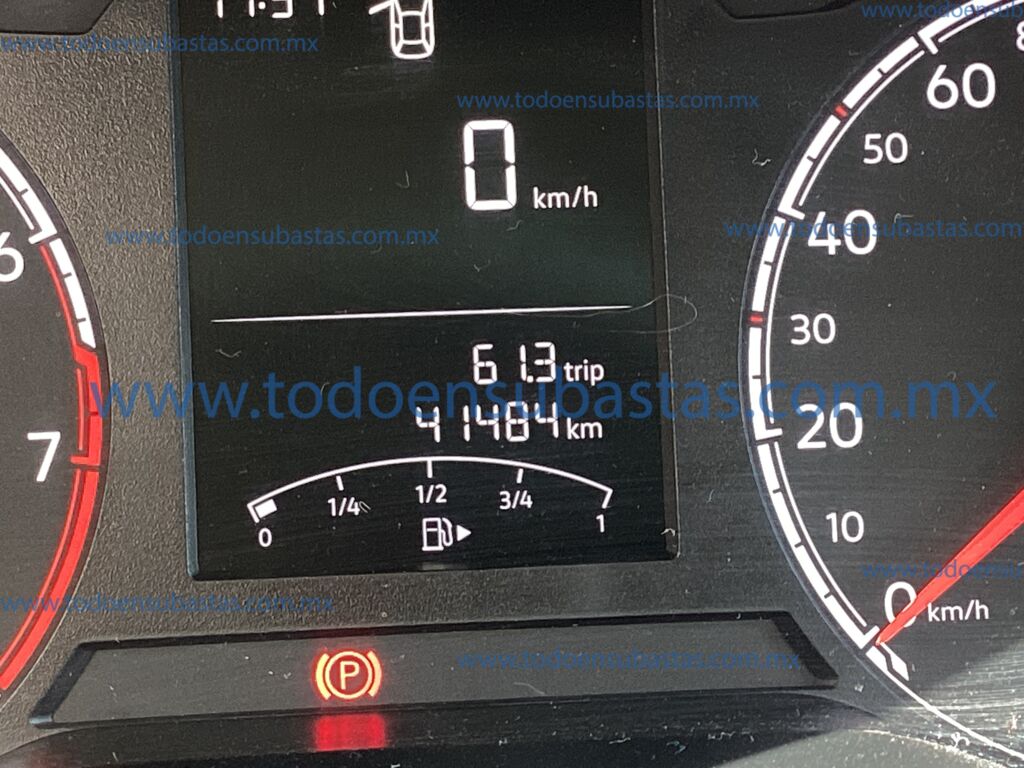 www.todoensubastas.com.mx
60
www.todoensubastas.com.mx
50
0 km/h
www.todoensubastas.com.mx
www.todoensubastas.com.mx
40
6
30
61.3 trip
www.todoensubastas.com.mx
41484 km
20
7
0 1/4 1/2 3/4 1
10
0 km/h
www.todoensubastas.com.mx
P
www.todoensubastas.com.mx